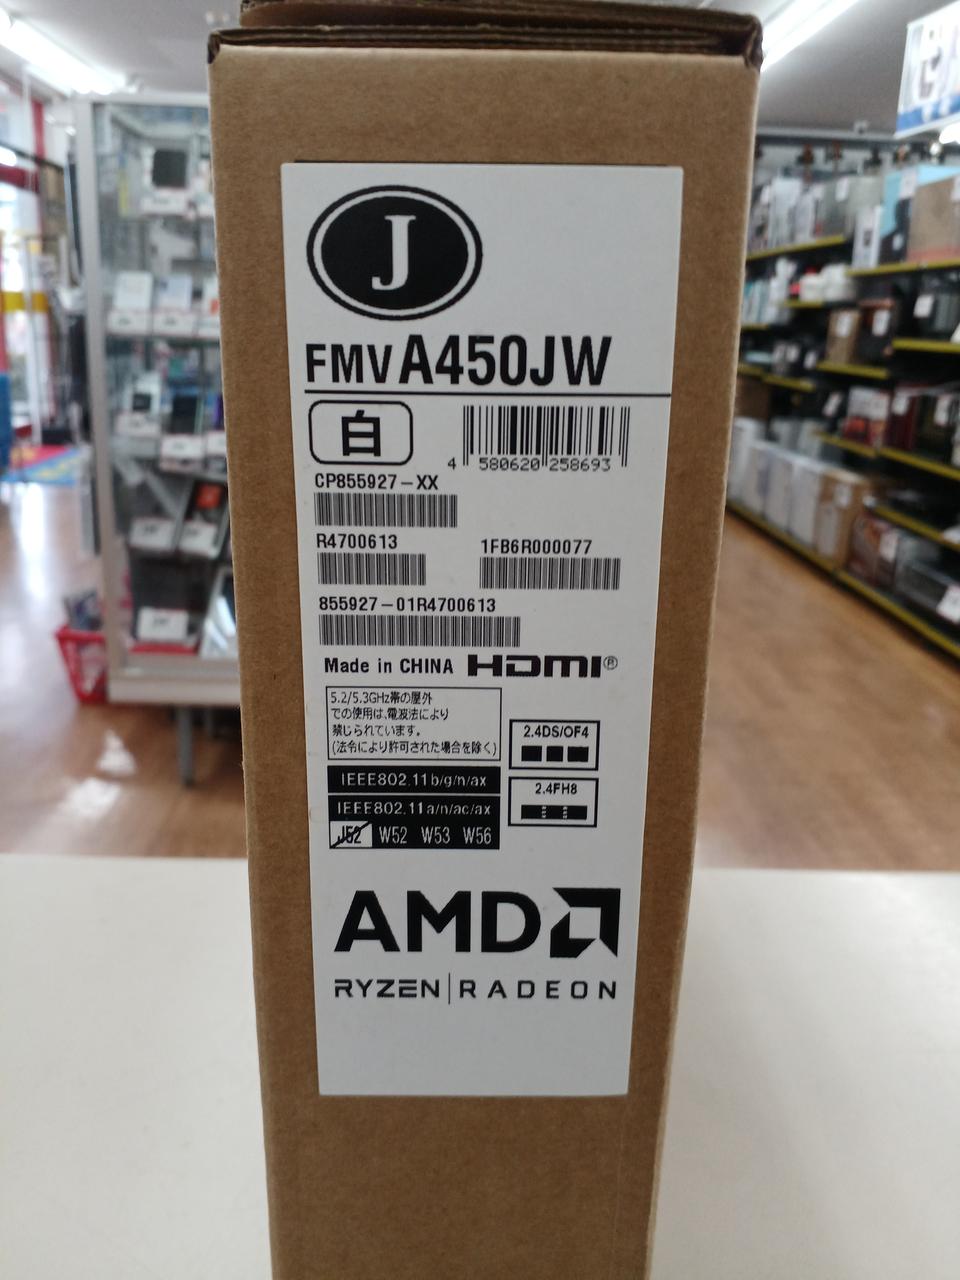 J
FMV A450JW
白
4 580620 258693
CP855927-XX
R4700613
1FB6R000077
855927-01R4700613
Made in CHINA HDMI®
5.2/5.3GHz帯の屋外
での使用は、電波法により
禁じられています。
(法令により許可された場合を除く)
2.4DS/OF4
IEEE802.11b/g/n/ax
2.4FH8
IEEE802.11a/n/ac/ax
J52 W52 W53 W56
AMD
RYZEN | RADEON